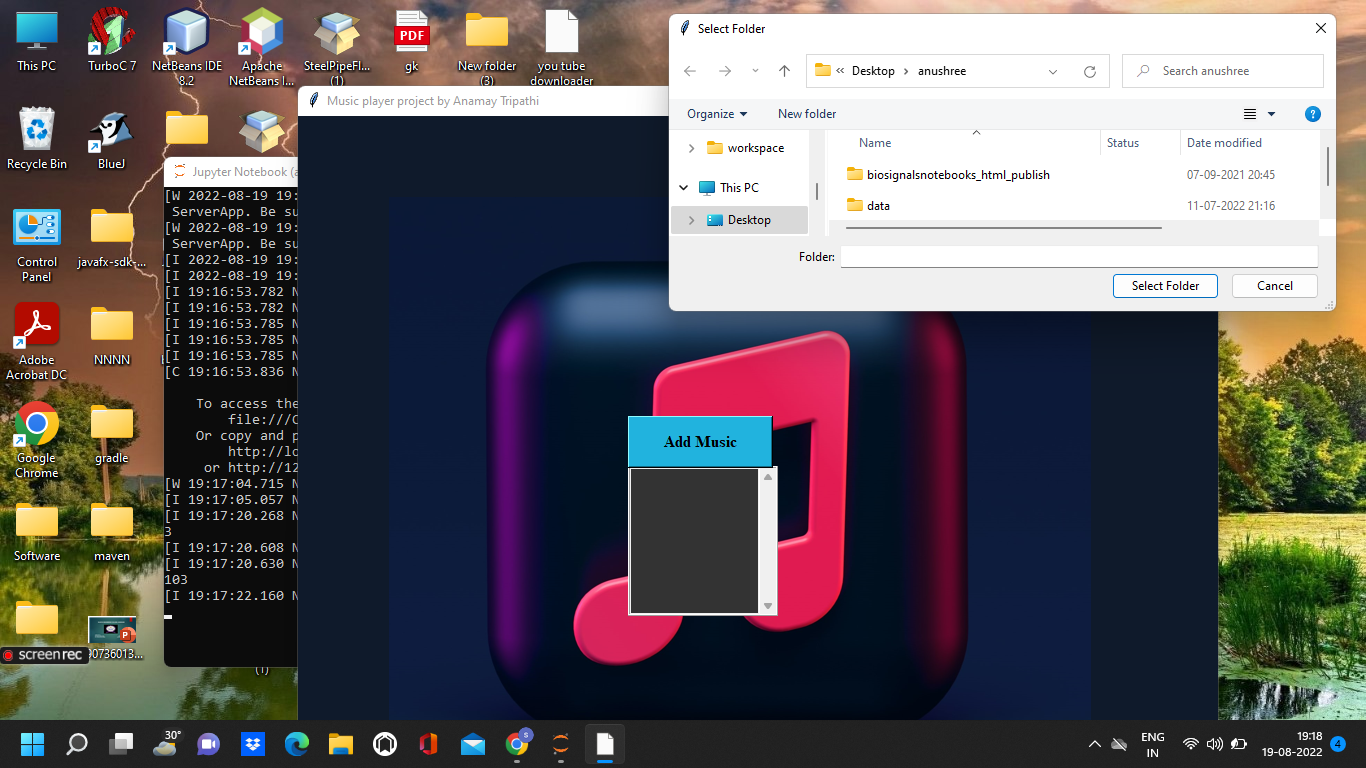 This PC
TurboC 7
NetBeans IDE
8.2
Apache
NetBeans I...
SteelPipeFl...
(1)
PDF
gk
New folder
(3)
you tube
downloader
Recycle Bin
BlueJ
Control
Panel
javafx-sdk-...
Adobe
Acrobat DC
NNNN
Google
Chrome
gradle
Software
maven
screenrec
90736013...
(1)
Music player project by Anamay Tripathi
Jupyter Notebook (a
[W 2022-08-19 19:
ServerApp. Be su
[W 2022-08-19 19:
ServerApp. Be su
[I 2022-08-19 19:
[I 2022-08-19 19:
[I 19:16:53.782 N
[I 19:16:53.782 N
[I 19:16:53.785 N
[I 19:16:53.785 N
[I 19:16:53.785 N
[C 19:16:53.836 N
To access the
file:///C
Or copy and p
http://lo
or http://12
[W 19:17:04.715 N
[I 19:17:05.057 N
[I 19:17:20.268 N
3
[I 19:17:20.608 N
[I 19:17:20.630 N
103
[I 19:17:22.160 N
Add Music
Select Folder
« Desktop > anushree
Search anushree
Organize
New folder
Name
Status
Date modified
workspace
This PC
Desktop
biosignalsnotebooks_html_publish
07-09-2021 20:45
data
11-07-2022 21:16
Folder:
Select Folder
Cancel
30°
S
ENG
IN
19:18
19-08-2022
4